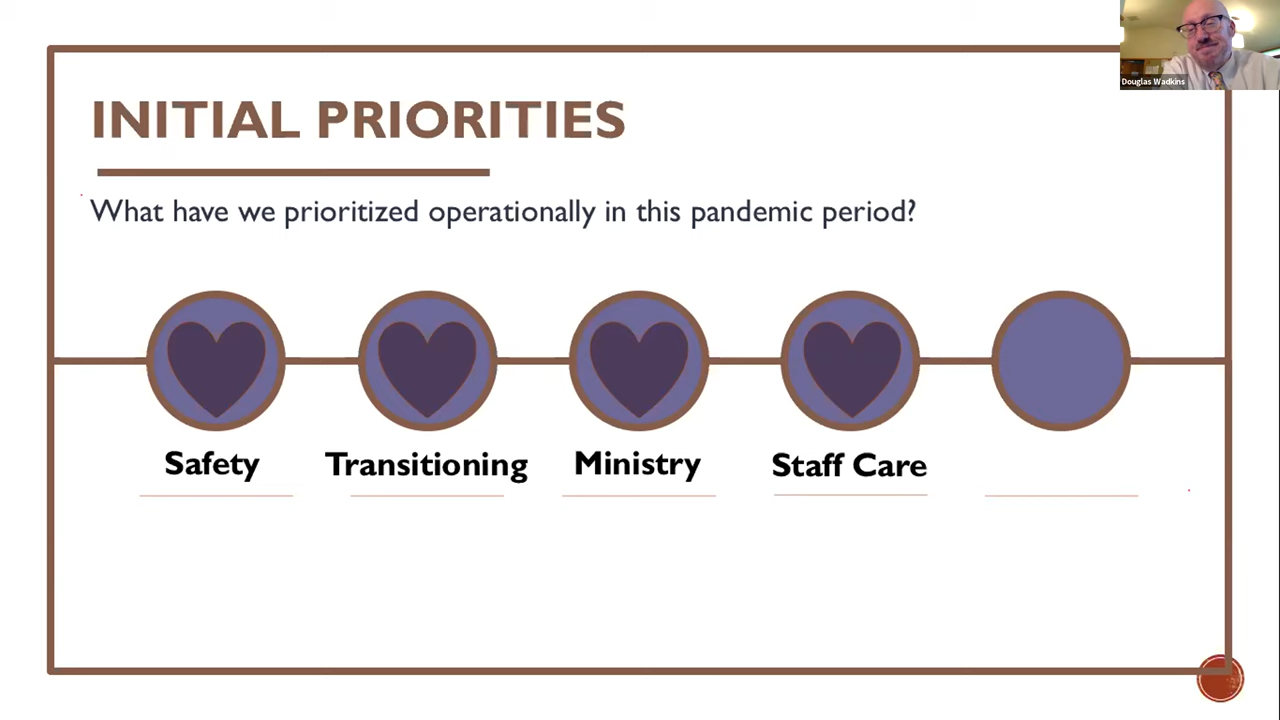 Douglas Wadkins
INITIAL PRIORITIES
What have we prioritized operationally in this pandemic period?
Safety
Transitioning
Ministry
Staff Care